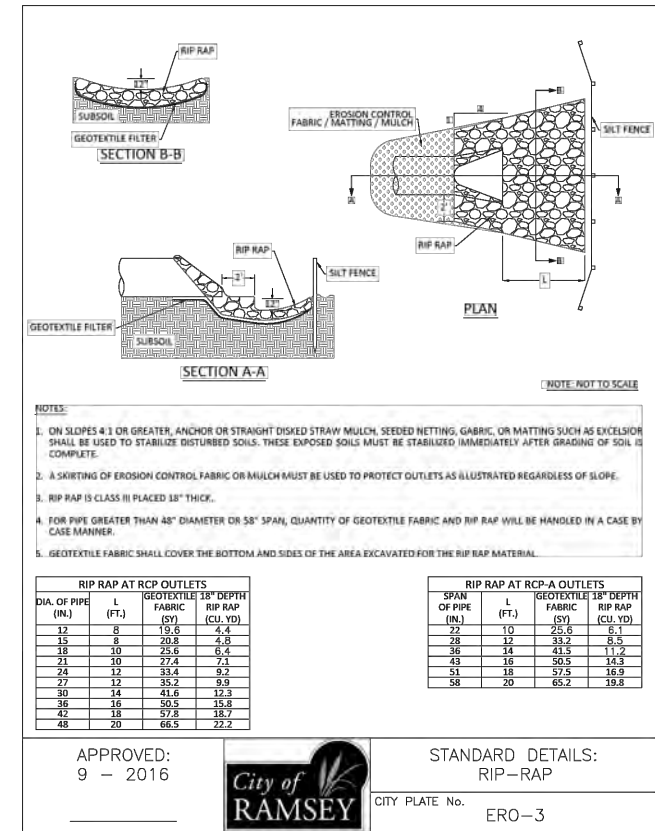 RIP RAP
12"
SUBSOIL
GEOTEXTILE FILTER
SECTION B-B
EROSION CONTROL
FABRIC / MATTING / MULCH
SILT FENCE
RIP RAP
L
PLAN
RIP RAP
2'
12"
RIP RAP
SILT FENCE
GEOTEXTILE FILTER
SUBSOIL
SECTION A-A
NOTE: NOT TO SCALE
NOTES:
1. ON SLOPES 4:1 OR GREATER, ANCHOR OR STRAIGHT DISKED STRAW MULCH, SEEDED NETTING, GABRIC, OR MATTING SUCH AS EXCELSIOR
SHALL BE USED TO STABILIZE DISTURBED SOILS. THESE EXPOSED SOILS MUST BE STABILIZED IMMEDIATELY AFTER GRADING OF SOIL IS
COMPLETE.
2. A SKIRTING OF EROSION CONTROL FABRIC OR MULCH MUST BE USED TO PROTECT OUTLETS AS ILLUSTRATED REGARDLESS OF SLOPE.
3. RIP RAP IS CLASS III PLACED 18" THICK.
4. FOR PIPE GREATER THAN 48" DIAMETER OR 58" SPAN, QUANTITY OF GEOTEXTILE FABRIC AND RIP RAP WILL BE HANDLED IN A CASE BY
CASE MANNER.
5. GEOTEXTILE FABRIC SHALL COVER THE BOTTOM AND SIDES OF THE AREA EXCAVATED FOR THE RIP RAP MATERIAL.
RIP RAP AT RCP OUTLETS
DIA. OF PIPE (IN.) L (FT.) GEOTEXTILE FABRIC (SY) 18" DEPTH RIP RAP (CU. YD)
12 8 19.6 4.4
15 8 20.8 4.8
18 10 25.6 6.4
21 10 27.4 7.1
24 12 33.4 9.2
27 12 35.2 9.9
30 14 41.6 12.3
36 16 50.5 15.8
42 18 57.8 18.7
48 20 66.5 22.2
RIP RAP AT RCP-A OUTLETS
SPAN OF PIPE (IN.) L (FT.) GEOTEXTILE FABRIC (SY) 18" DEPTH RIP RAP (CU. YD)
22 10 25.6 6.1
28 12 33.2 8.5
36 14 41.5 11.2
43 16 50.5 14.3
51 18 57.5 16.9
58 20 65.2 19.8
APPROVED:
9 - 2016
City of
RAMSEY
STANDARD DETAILS:
RIP-RAP
CITY PLATE No.
ERO-3